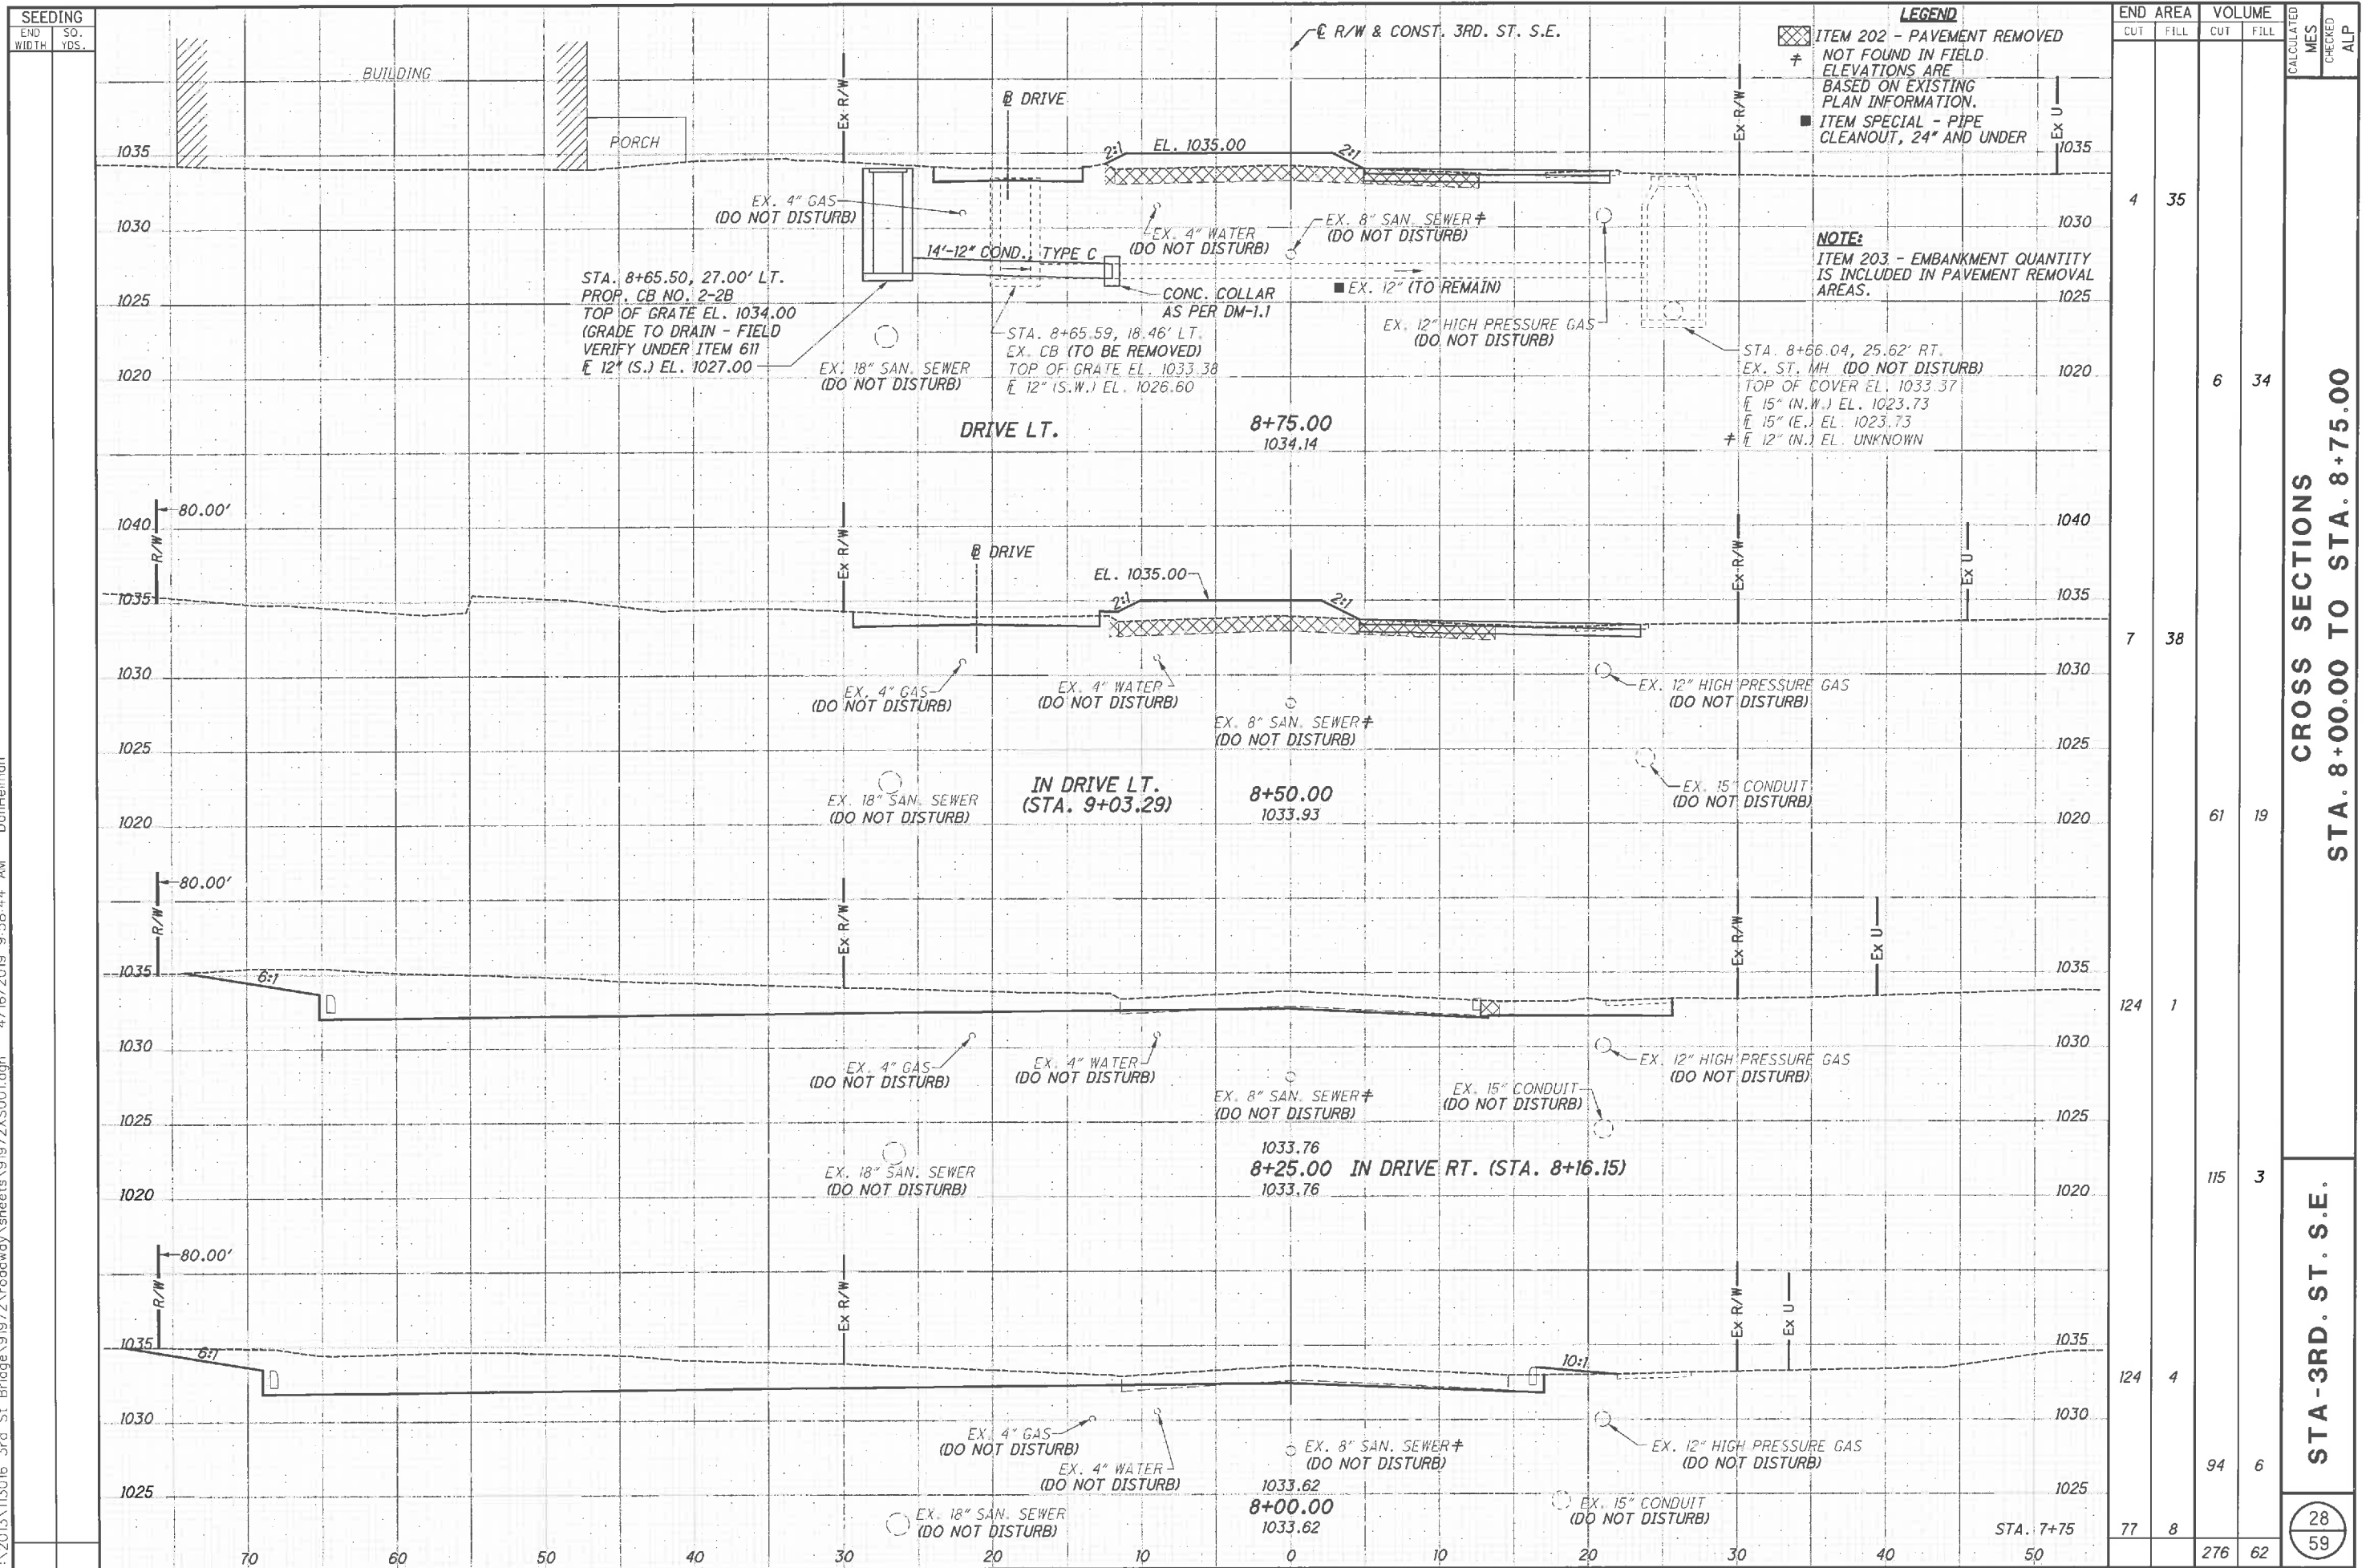 SEEDING
END WIDTH
SQ. YDS.
BUILDING
PORCH
Ex R/W
℄ R/W & CONST. 3RD. ST. S.E.
LEGEND
ITEM 202 - PAVEMENT REMOVED
‡ NOT FOUND IN FIELD.
ELEVATIONS ARE
BASED ON EXISTING
PLAN INFORMATION.
■ ITEM SPECIAL - PIPE
CLEANOUT, 24" AND UNDER
Ex R/W
Ex U
END AREA
VOLUME
CUT
FILL
CUT
FILL
CALCULATED
MES
CHECKED
ALP
DRIVE
2:1
EL. 1035.00
2:1
1035
1035
EX. 4" GAS
(DO NOT DISTURB)
EX. 4" WATER
(DO NOT DISTURB)
EX. 8" SAN. SEWER ‡
(DO NOT DISTURB)
1030
1030
4
35
NOTE:
ITEM 203 - EMBANKMENT QUANTITY
IS INCLUDED IN PAVEMENT REMOVAL
AREAS.
14'-12" COND., TYPE C
STA. 8+65.50, 27.00' LT.
PROP. CB NO. 2-2B
TOP OF GRATE EL. 1034.00
(GRADE TO DRAIN - FIELD
VERIFY UNDER ITEM 611
12" (S.) EL. 1027.00
CONC. COLLAR
AS PER DM-1.1
■ EX. 12" (TO REMAIN)
1025
1025
EX. 12" HIGH PRESSURE GAS
(DO NOT DISTURB)
EX. 18" SAN. SEWER
(DO NOT DISTURB)
STA. 8+65.59, 18.46' LT.
EX. CB (TO BE REMOVED)
TOP OF GRATE EL. 1033.38
12" (S.W.) EL. 1026.60
STA. 8+66.04, 25.62' RT.
EX. ST. MH (DO NOT DISTURB)
TOP OF COVER EL. 1033.37
15" (N.W.) EL. 1023.73
15" (E.) EL. 1023.73
‡ 12" (N.) EL. UNKNOWN
1020
1020
6
34
DRIVE LT.
8+75.00
1034.14
80.00'
R/W
Ex R/W
Ex R/W
Ex U
1040
1040
DRIVE
EL. 1035.00
2:1
2:1
1035
1035
7
38
1030
1030
EX. 4" GAS
(DO NOT DISTURB)
EX. 4" WATER
(DO NOT DISTURB)
EX. 12" HIGH PRESSURE GAS
(DO NOT DISTURB)
EX. 8" SAN. SEWER ‡
(DO NOT DISTURB)
1025
1025
EX. 18" SAN. SEWER
(DO NOT DISTURB)
IN DRIVE LT.
(STA. 9+03.29)
8+50.00
1033.93
EX. 15" CONDUIT
(DO NOT DISTURB)
1020
1020
61
19
80.00'
R/W
Ex R/W
Ex R/W
Ex U
1035
1035
6:1
124
1
1030
1030
EX. 4" GAS
(DO NOT DISTURB)
EX. 4" WATER
(DO NOT DISTURB)
EX. 12" HIGH PRESSURE GAS
(DO NOT DISTURB)
EX. 8" SAN. SEWER ‡
(DO NOT DISTURB)
EX. 15" CONDUIT
(DO NOT DISTURB)
1025
1025
EX. 18" SAN. SEWER
(DO NOT DISTURB)
1033.76
8+25.00 IN DRIVE RT. (STA. 8+16.15)
1033.76
1020
1020
115
3
80.00'
R/W
Ex R/W
Ex R/W
Ex U
1035
1035
6:1
10:1
124
4
1030
1030
EX. 4" GAS
(DO NOT DISTURB)
EX. 4" WATER
(DO NOT DISTURB)
EX. 8" SAN. SEWER ‡
(DO NOT DISTURB)
EX. 12" HIGH PRESSURE GAS
(DO NOT DISTURB)
94
6
1025
1025
EX. 18" SAN. SEWER
(DO NOT DISTURB)
1033.62
8+00.00
1033.62
EX. 15" CONDUIT
(DO NOT DISTURB)
STA. 7+75
77
8
70
60
50
40
30
20
10
0
10
20
30
40
50
276
62
CROSS SECTIONS
STA. 8+00.00 TO STA. 8+75.00
STA-3RD. ST. S.E.
28
59